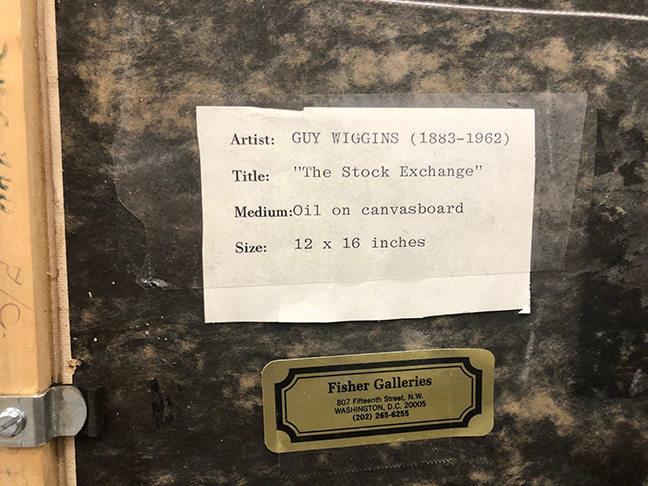 Artist: GUY WIGGINS (1883-1962)
Title: "The Stock Exchange"
Medium:Oil on canvasboard
Size: 12 x 16 inches
Fisher Galleries
807 Fifteenth Street, N.W.
WASHINGTON, D.C. 20005
(202) 265-6255
P/C.